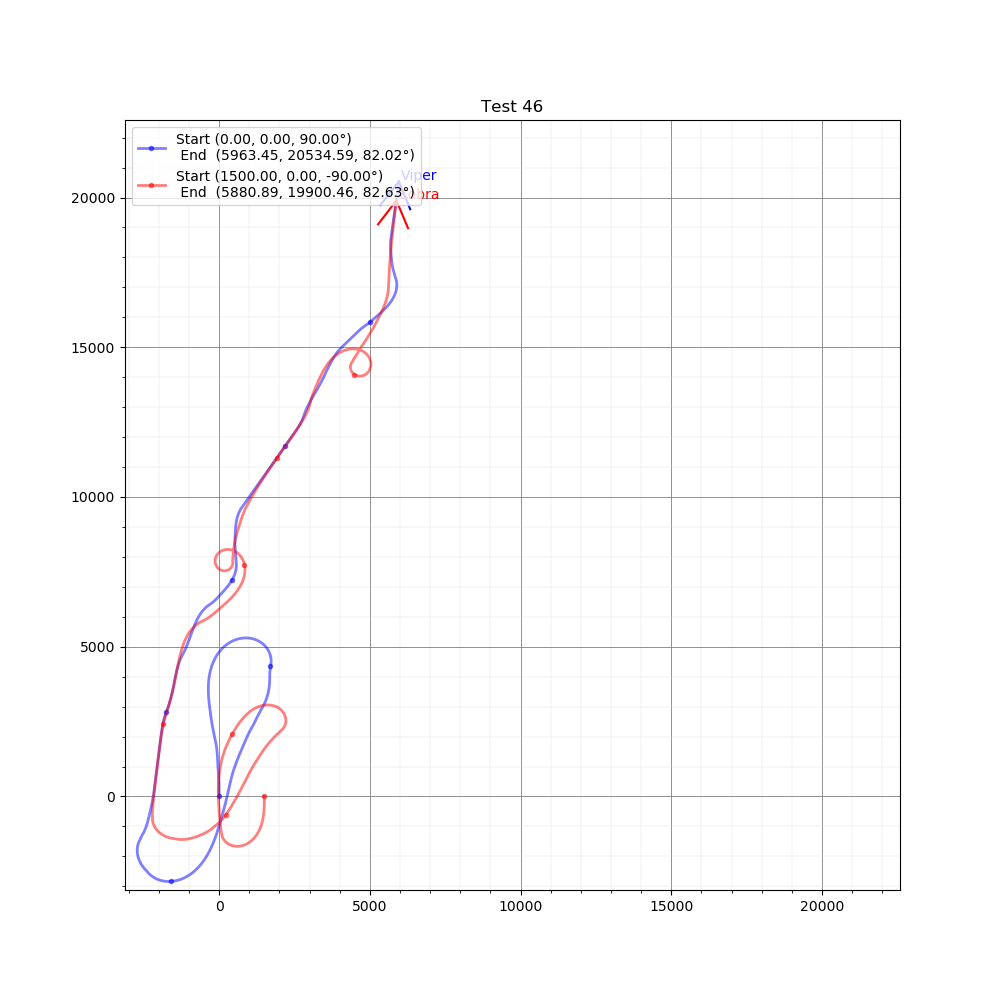 Test 46
Start (0.00, 0.00, 90.00°)
End (5963.45, 20534.59, 82.02°)
Start (1500.00, 0.00, -90.00°)
End (5880.89, 19900.46, 82.63°)
Viper
20000
15000
10000
5000
0
0 5000 10000 15000 20000